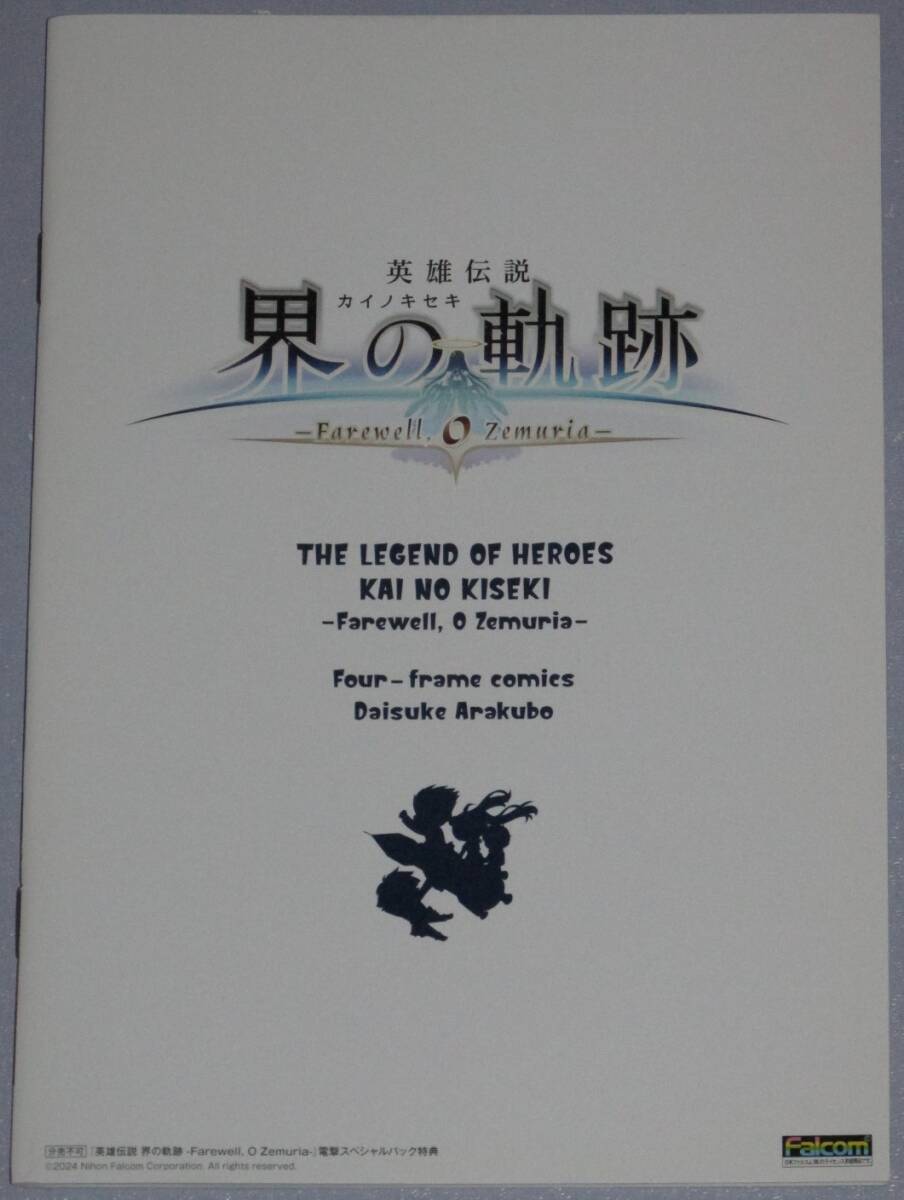 英雄伝説
カイノキセキ
界の軌跡
-Farewell, O Zemuria-
THE LEGEND OF HEROES
KAI NO KISEKI
-Farewell, O Zemuria-
Four-frame comics
Daisuke Arakubo
分売不可 『英雄伝説 界の軌跡 -Farewell, O Zemuria-』電撃スペシャルパック特典
©2024 Nihon Falcom Corporation. All rights reserved.
Falcom